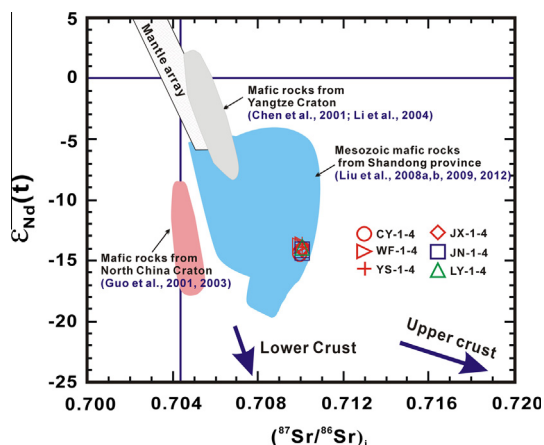 5
0
-5
-10
-15
-20
-25
εNd(t)
Mantle array
Mafic rocks from
Yangtze Craton
(Chen et al., 2001; Li et al., 2004)
Mesozoic mafic rocks
from Shandong province
(Liu et al., 2008a,b, 2009, 2012)
CY-1-4
JX-1-4
WF-1-4
JN-1-4
YS-1-4
LY-1-4
Mafic rocks from
North China Craton
(Guo et al., 2001, 2003)
Lower Crust
Upper crust
0.700
0.704
0.708
0.712
0.716
0.720
(⁸⁷Sr/⁸⁶Sr)ᵢ